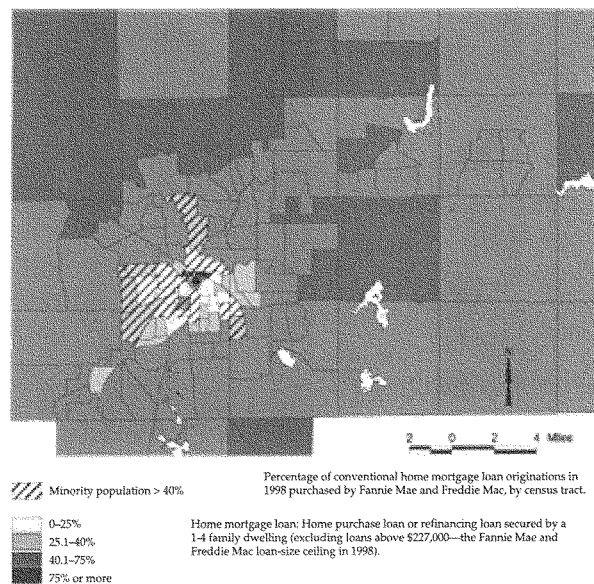 N
2 0 2 4 Miles
Percentage of conventional home mortgage loan originations in
1998 purchased by Fannie Mae and Freddie Mac, by census tract.
Minority population > 40%
Home mortgage loan: Home purchase loan or refinancing loan secured by a
1-4 family dwelling (excluding loans above $227,000—the Fannie Mae and
Freddie Mac loan-size ceiling in 1998).
0–25%
25.1–40%
40.1–75%
75% or more